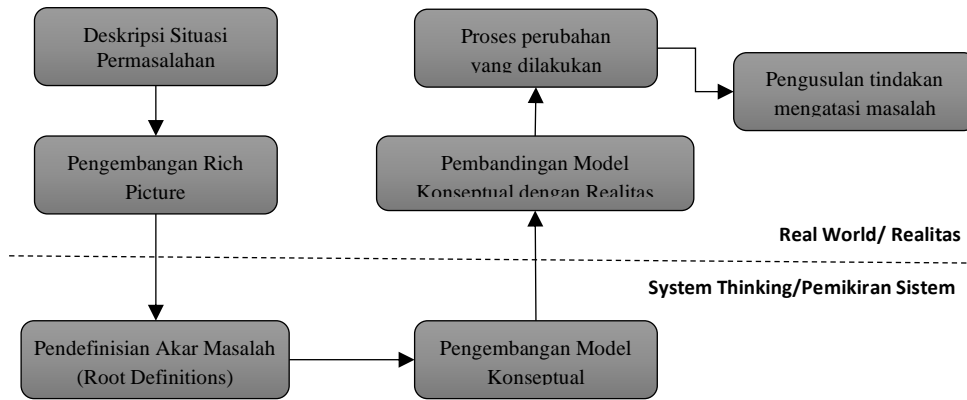 Deskripsi Situasi
Permasalahan
Pengembangan Rich
Picture
Pendefinisian Akar Masalah
(Root Definitions)
Pengembangan Model
Konseptual
Pembandingan Model
Konseptual dengan Realitas
Proses perubahan
yang dilakukan
Pengusulan tindakan
mengatasi masalah
Real World/ Realitas
System Thinking/Pemikiran Sistem